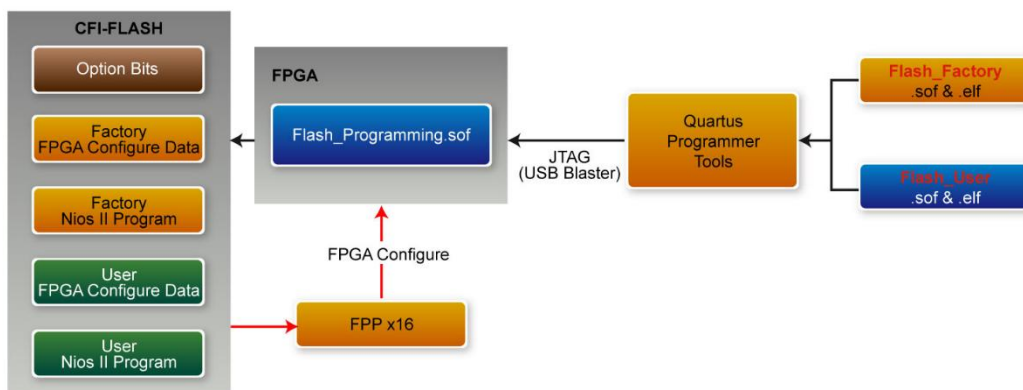 CFI-FLASH
Option Bits
Factory
FPGA Configure Data
Factory
Nios II Program
User
FPGA Configure Data
User
Nios II Program
FPGA
Flash_Programming.sof
FPGA Configure
FPP x16
JTAG
(USB Blaster)
Quartus
Programmer
Tools
Flash_Factory
.sof & .elf
Flash_User
.sof & .elf